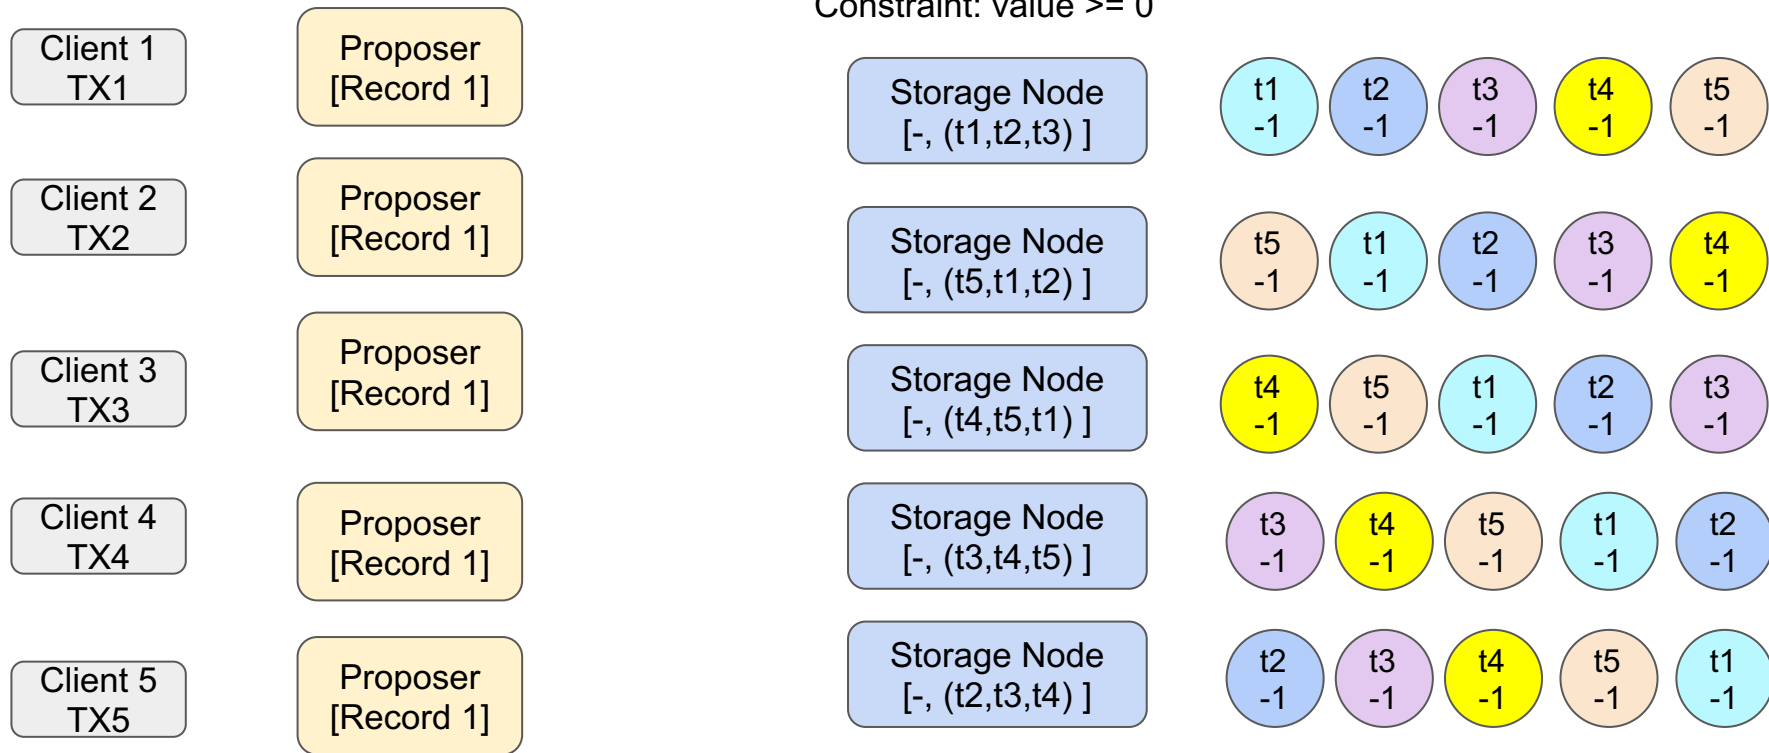 Constraint: value >= 0
Client 1
TX1
Proposer
[Record 1]
Storage Node
[-, (t1,t2,t3) ]
t1
-1
t2
-1
t3
-1
t4
-1
t5
-1
Client 2
TX2
Proposer
[Record 1]
Storage Node
[-, (t5,t1,t2) ]
t5
-1
t1
-1
t2
-1
t3
-1
t4
-1
Client 3
TX3
Proposer
[Record 1]
Storage Node
[-, (t4,t5,t1) ]
t4
-1
t5
-1
t1
-1
t2
-1
t3
-1
Client 4
TX4
Proposer
[Record 1]
Storage Node
[-, (t3,t4,t5) ]
t3
-1
t4
-1
t5
-1
t1
-1
t2
-1
Client 5
TX5
Proposer
[Record 1]
Storage Node
[-, (t2,t3,t4) ]
t2
-1
t3
-1
t4
-1
t5
-1
t1
-1